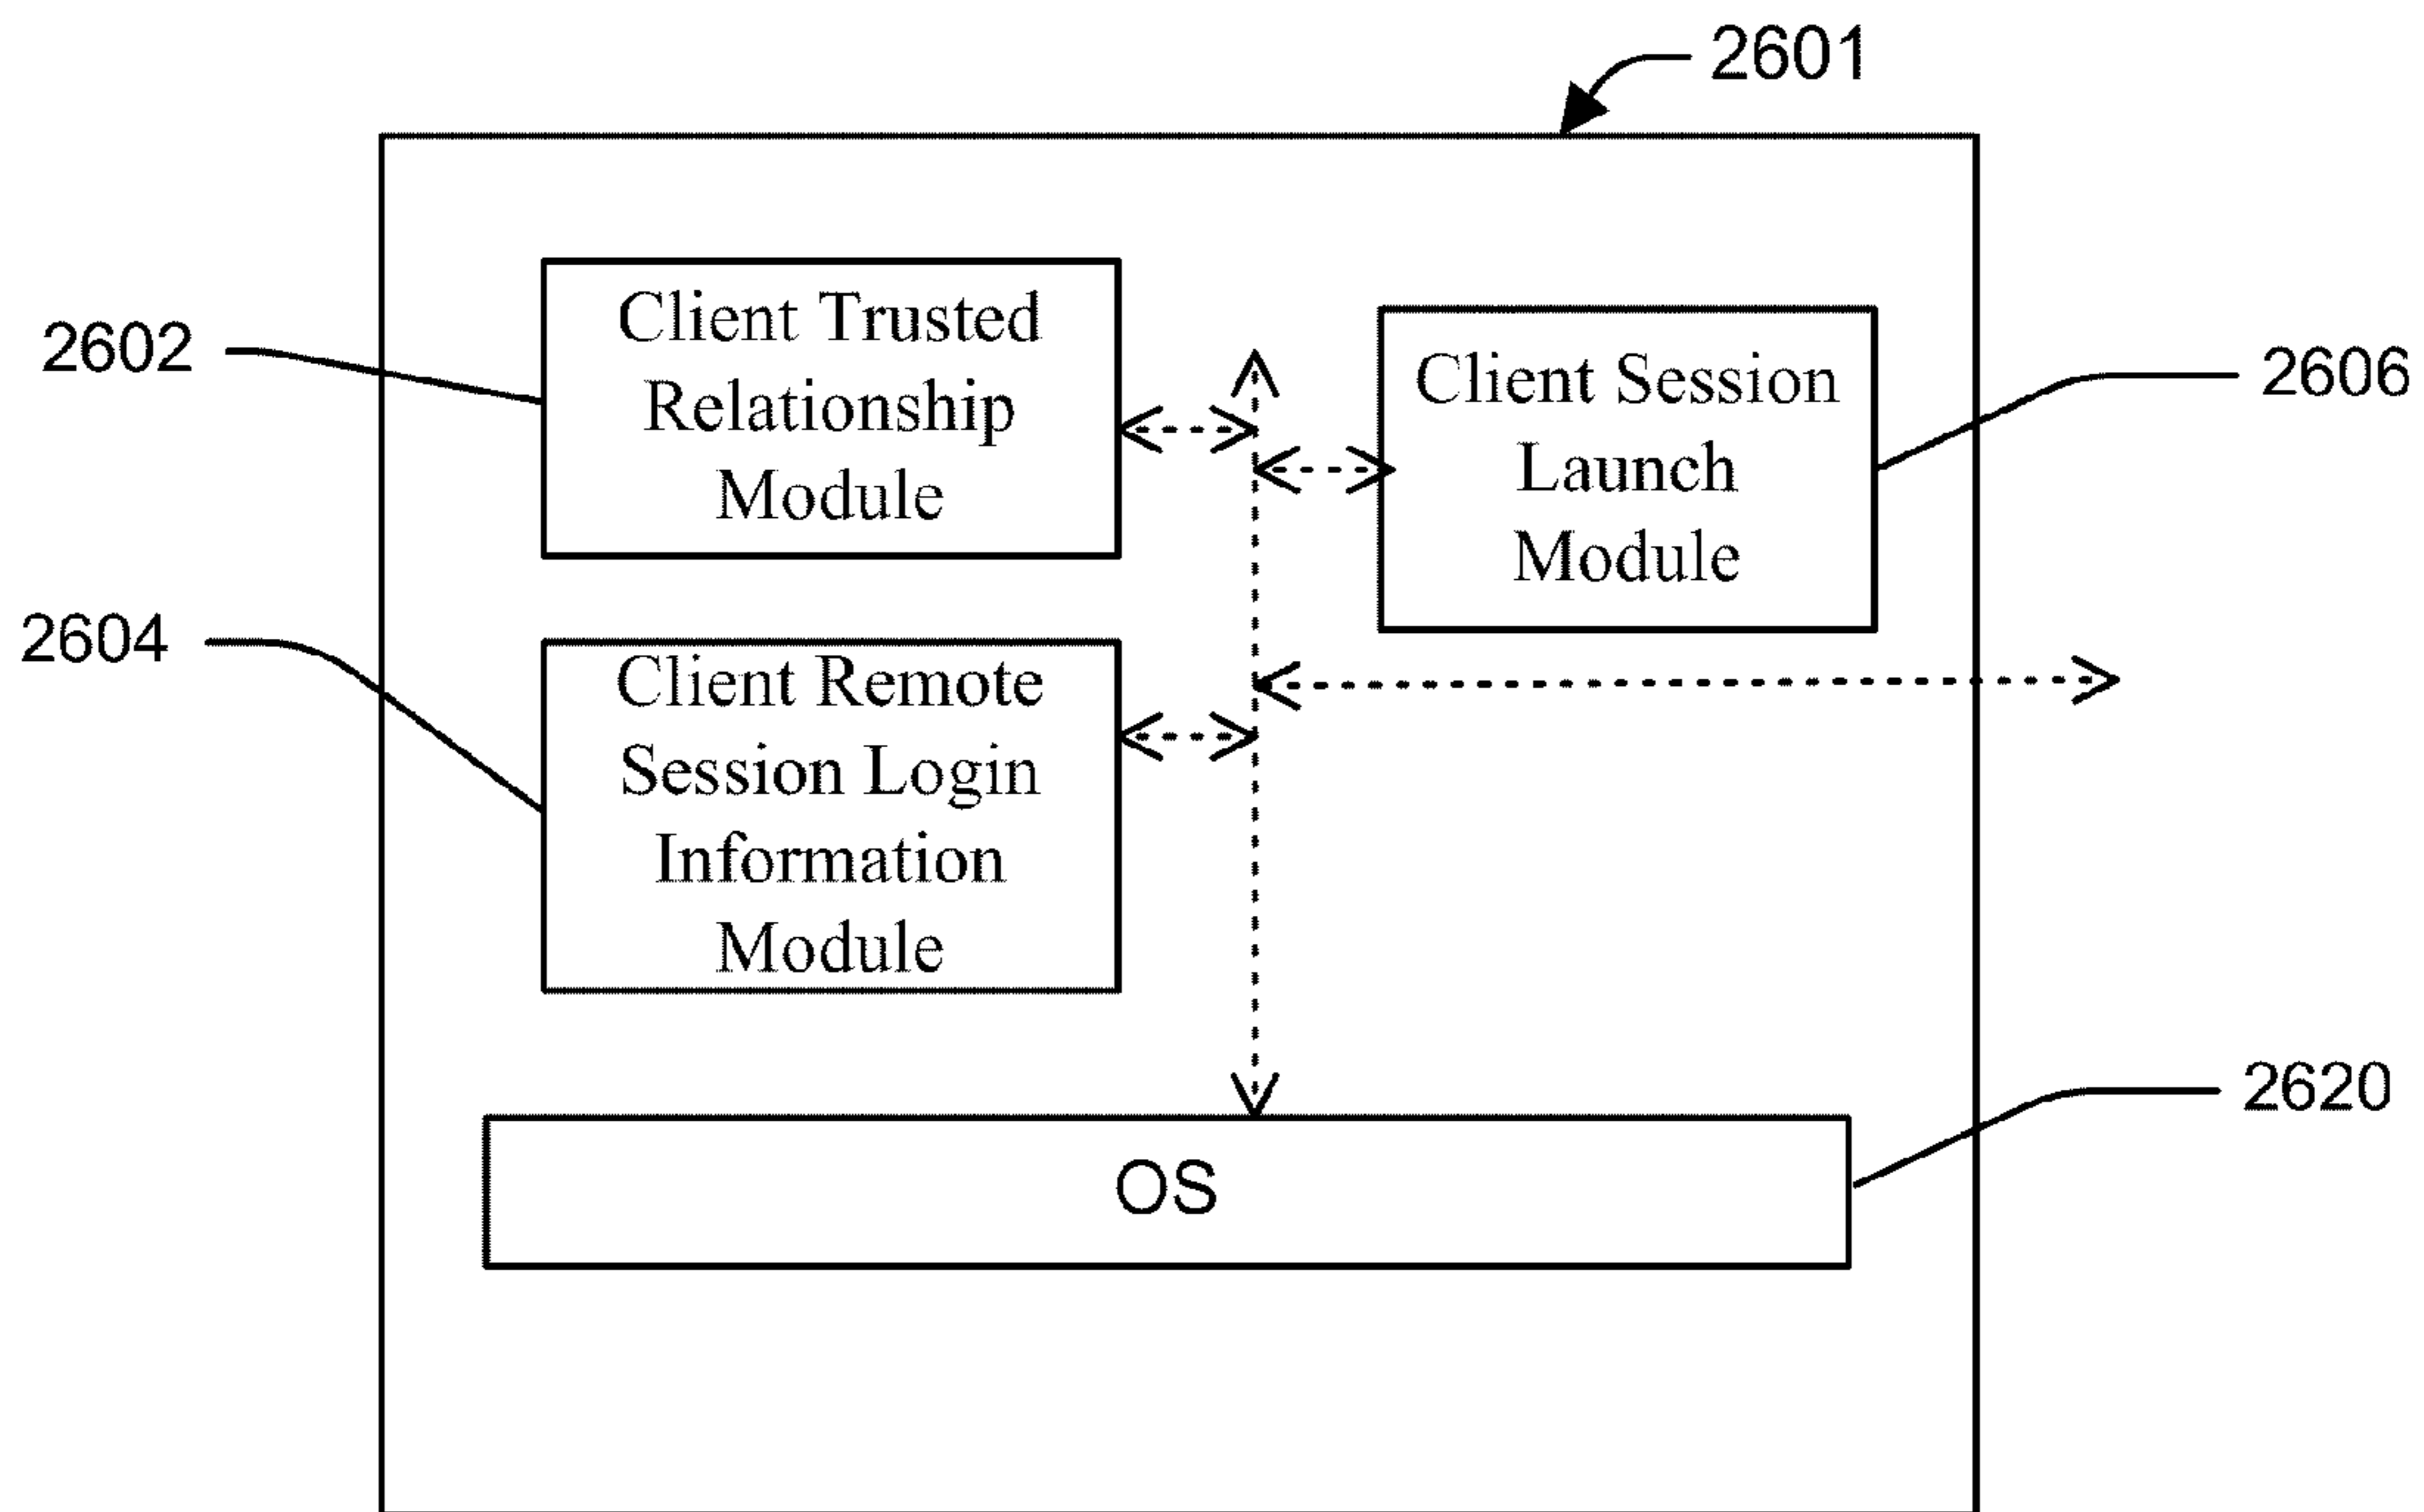 2601
2602
Client Trusted
Relationship
Module
Client Session
Launch
Module
2606
2604
Client Remote
Session Login
Information
Module
2620
OS